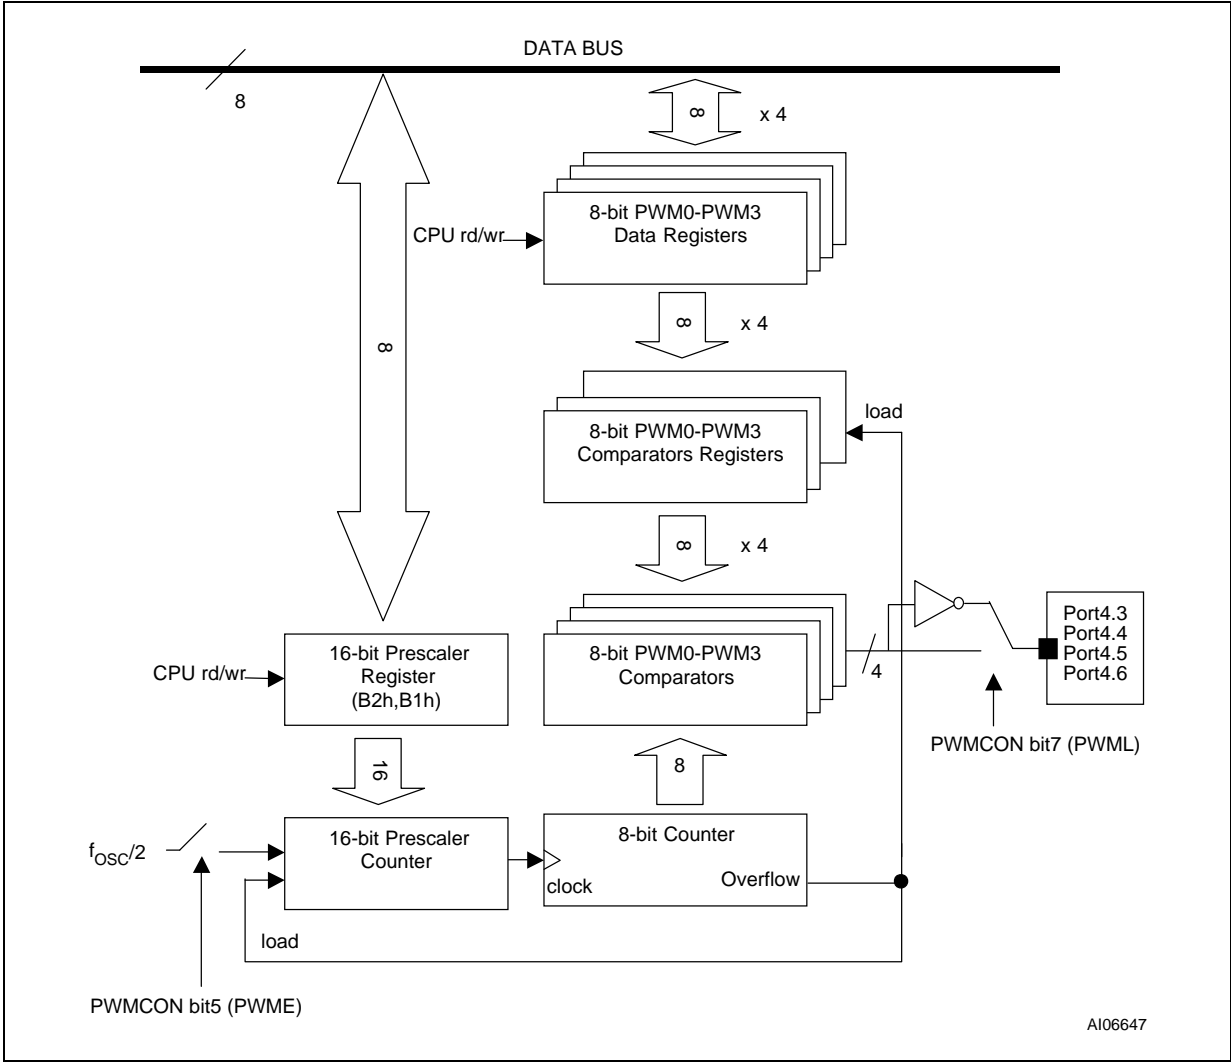 DATA BUS
8
8
x 4
8-bit PWM0-PWM3
Data Registers
CPU rd/wr
8
x 4
8
load
8-bit PWM0-PWM3
Comparators Registers
8
x 4
Port4.3
Port4.4
Port4.5
Port4.6
16-bit Prescaler
Register
(B2h,B1h)
CPU rd/wr
8-bit PWM0-PWM3
Comparators
4
PWMCON bit7 (PWML)
16
8
fOSC/2
16-bit Prescaler
Counter
8-bit Counter
clock
Overflow
load
PWMCON bit5 (PWME)
AI06647